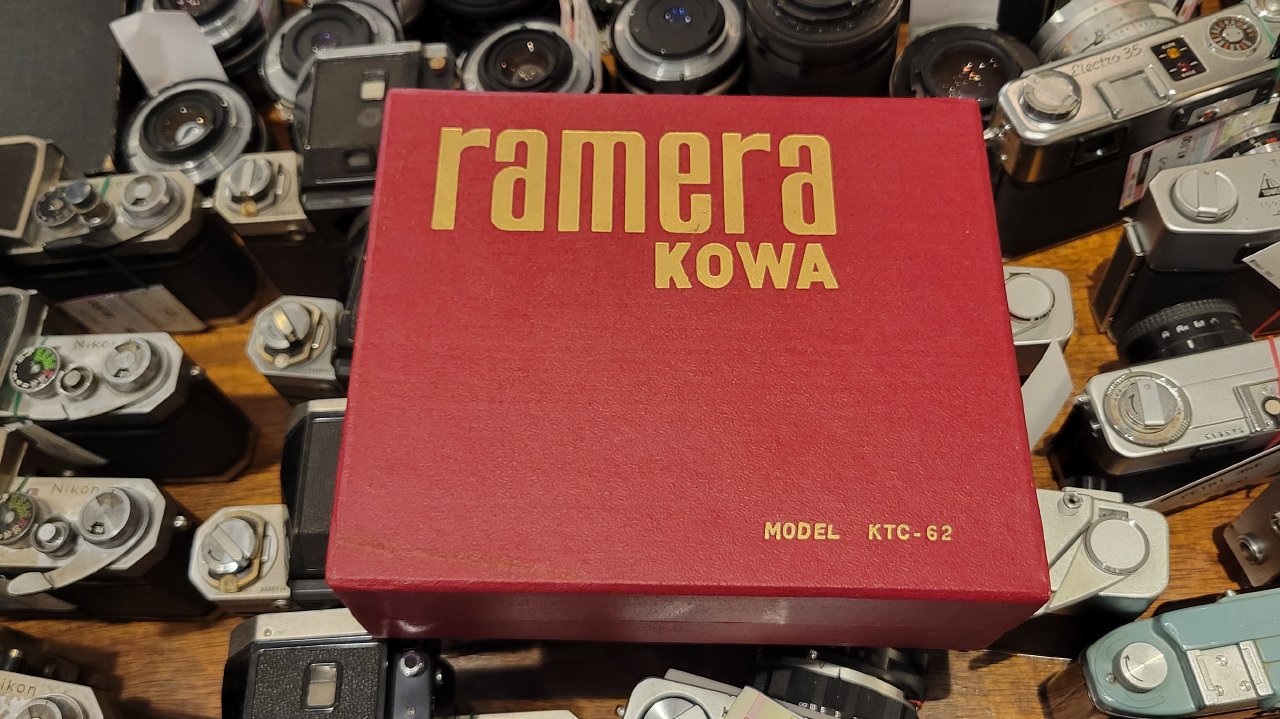 ramera
KOWA
MODEL KTC-62
Electro 35
Nikon
Nikon